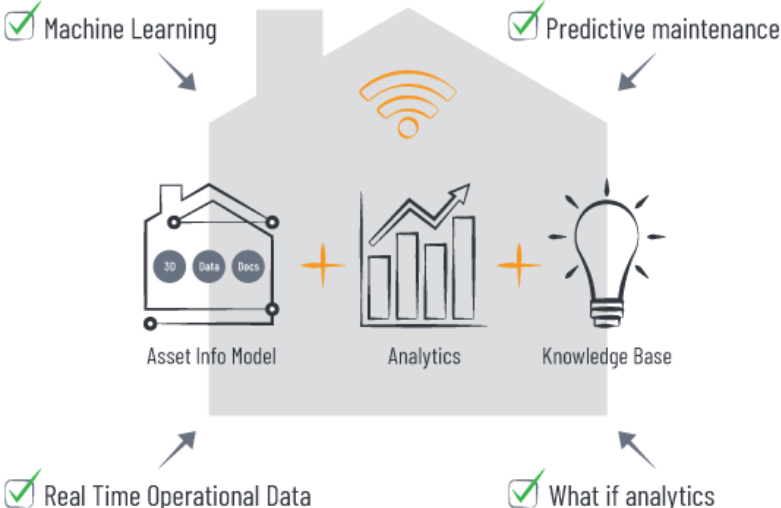 Machine Learning
Predictive maintenance
3D
Data
Docs
Asset Info Model
Analytics
Knowledge Base
Real Time Operational Data
What if analytics